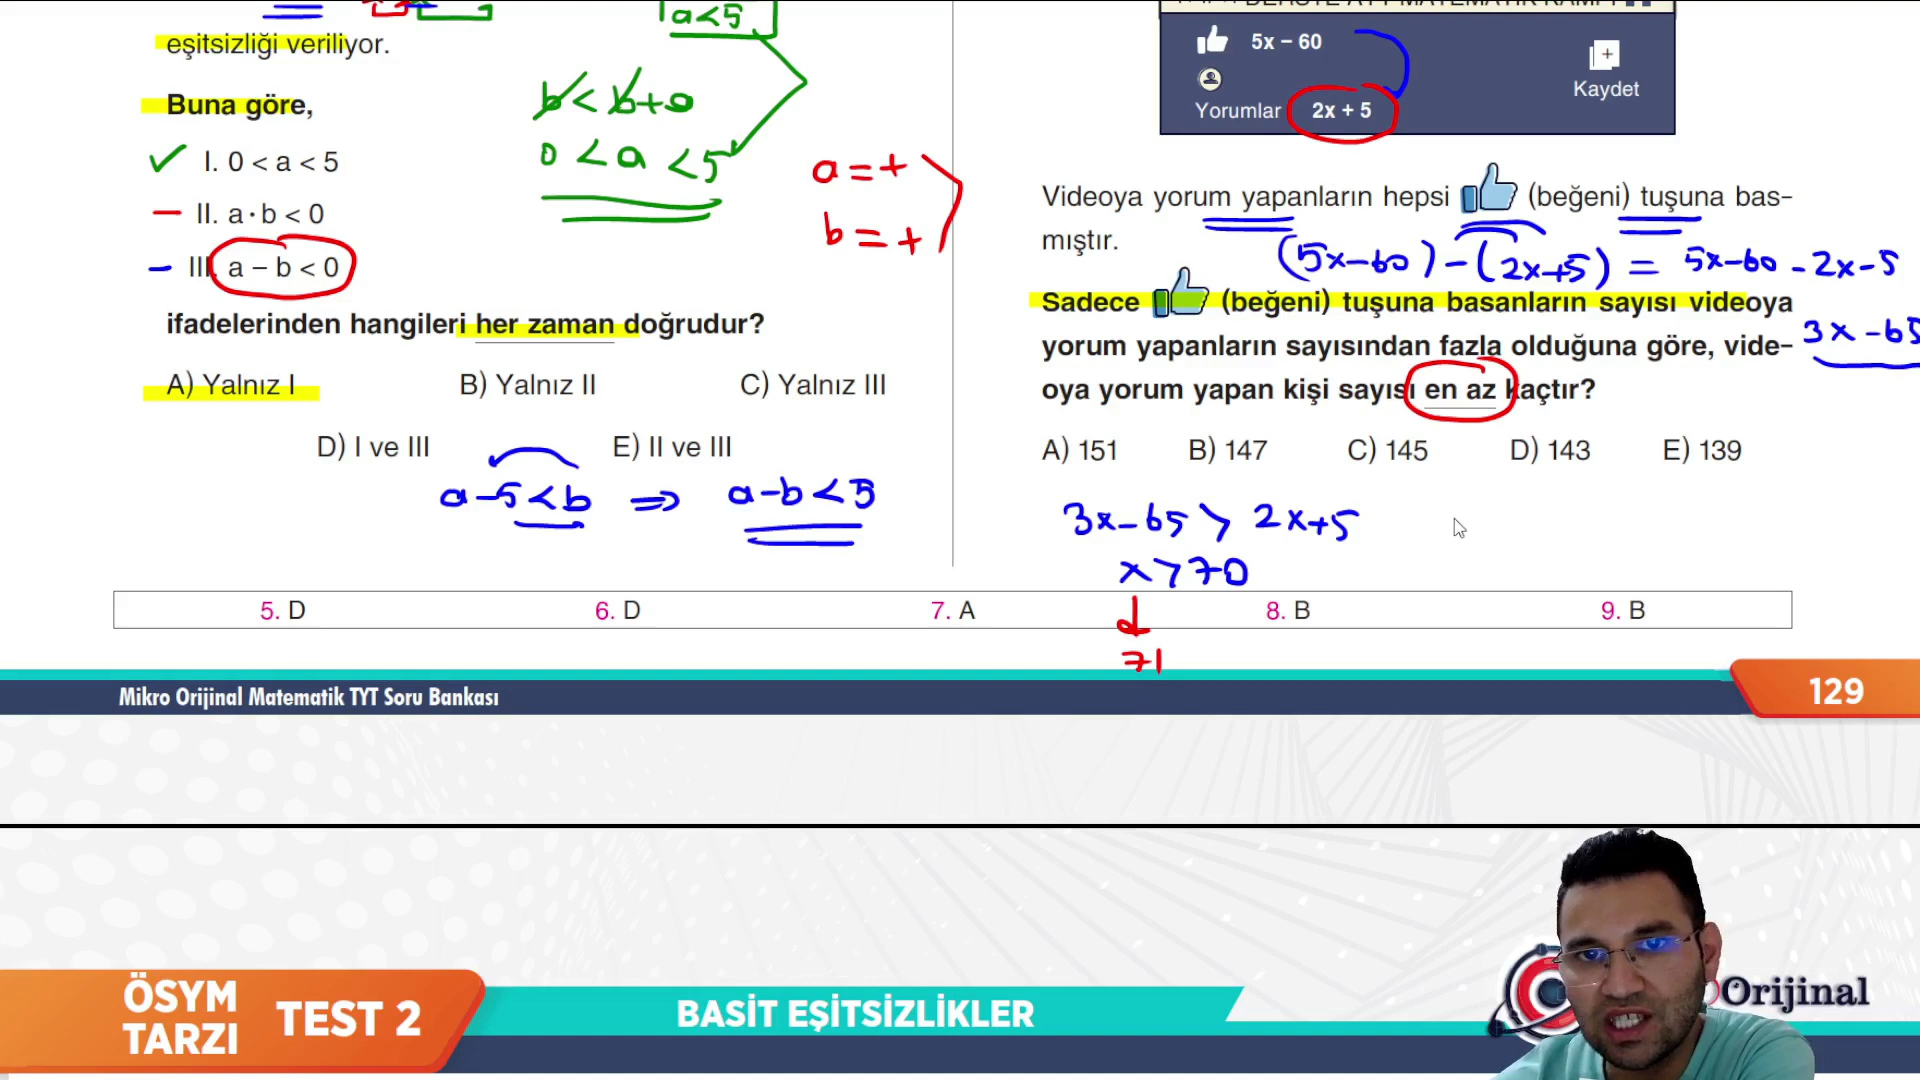 eşitsizliği veriliyor.
a<5
Buna göre,
b < b+a
0 < a < 5
I. 0 < a < 5
II. a · b < 0
III. a − b < 0
a = +
b = +
ifadelerinden hangileri her zaman doğrudur?
A) Yalnız I B) Yalnız II C) Yalnız III
D) I ve III E) II ve III
a-5<b ⇒ a-b<5
5x − 60
Yorumlar 2x + 5
Kaydet
Videoya yorum yapanların hepsi (beğeni) tuşuna bas-
mıştır.
(5x-60) - (2x+5) = 5x-60 - 2x-5
Sadece (beğeni) tuşuna basanların sayısı videoya
3x-65
yorum yapanların sayısından fazla olduğuna göre, vide-
oya yorum yapan kişi sayısı en az kaçtır?
A) 151 B) 147 C) 145 D) 143 E) 139
3x-65 > 2x+5
x>70
71
5. D 6. D 7. A 8. B 9. B
Mikro Orijinal Matematik TYT Soru Bankası
129
ÖSYM
TARZI
TEST 2
BASİT EŞİTSİZLİKLER
Orijinal